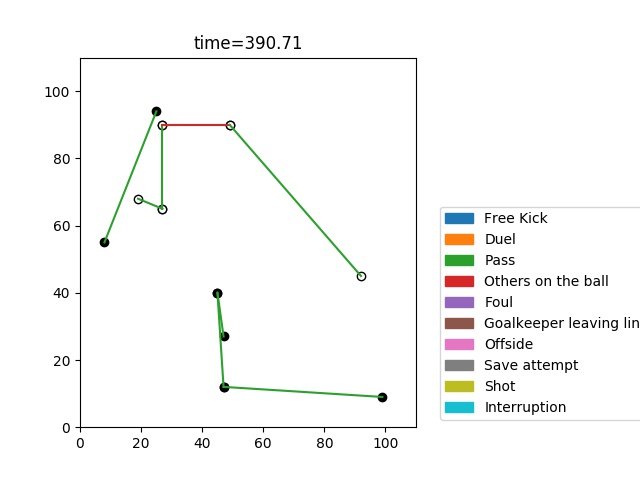 time=390.71
100
80
60
40
20
0
0 20 40 60 80 100
Free Kick
Duel
Pass
Others on the ball
Foul
Goalkeeper leaving lin
Offside
Save attempt
Shot
Interruption